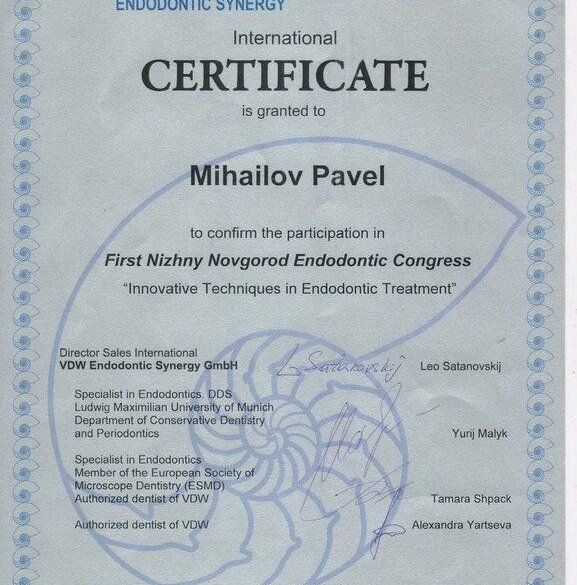 ENDODONTIC SYNERGY
International
CERTIFICATE
is granted to
Mihailov Pavel
to confirm the participation in
First Nizhny Novgorod Endodontic Congress
“Innovative Techniques in Endodontic Treatment”
Director Sales International
VDW Endodontic Synergy GmbH
L. Satanovskij
Leo Satanovskij
Specialist in Endodontics. DDS
Ludwig Maximilian University of Munich
Department of Conservative Dentistry
and Periodontics
Yurij Malyk
Specialist in Endodontics
Member of the European Society of
Microscope Dentistry (ESMD)
Authorized dentist of VDW
Tamara Shpack
Authorized dentist of VDW
Alexandra Yartseva